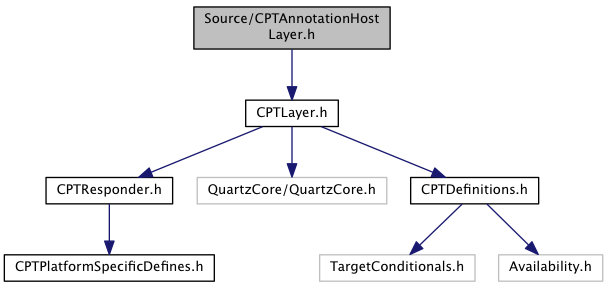 Source/CPTAnnotationHost
Layer.h
CPTLayer.h
CPTResponder.h
QuartzCore/QuartzCore.h
CPTDefinitions.h
CPTPlatformSpecificDefines.h
TargetConditionals.h
Availability.h